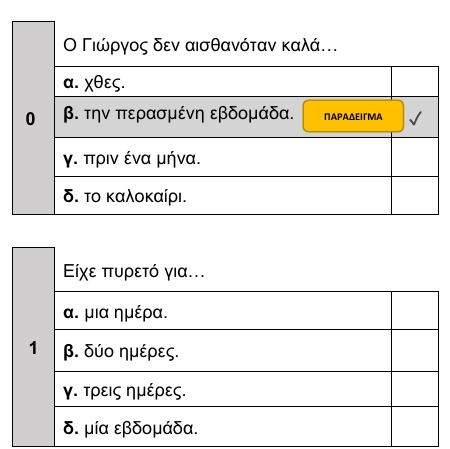 Ο Γιώργος δεν αισθανόταν καλά…
α. χθες.
0
β. την περασμένη εβδομάδα. ΠΑΡΑΔΕΙΓΜΑ ✓
γ. πριν ένα μήνα.
δ. το καλοκαίρι.
Είχε πυρετό για…
α. μια ημέρα.
1
β. δύο ημέρες.
γ. τρεις ημέρες.
δ. μία εβδομάδα.